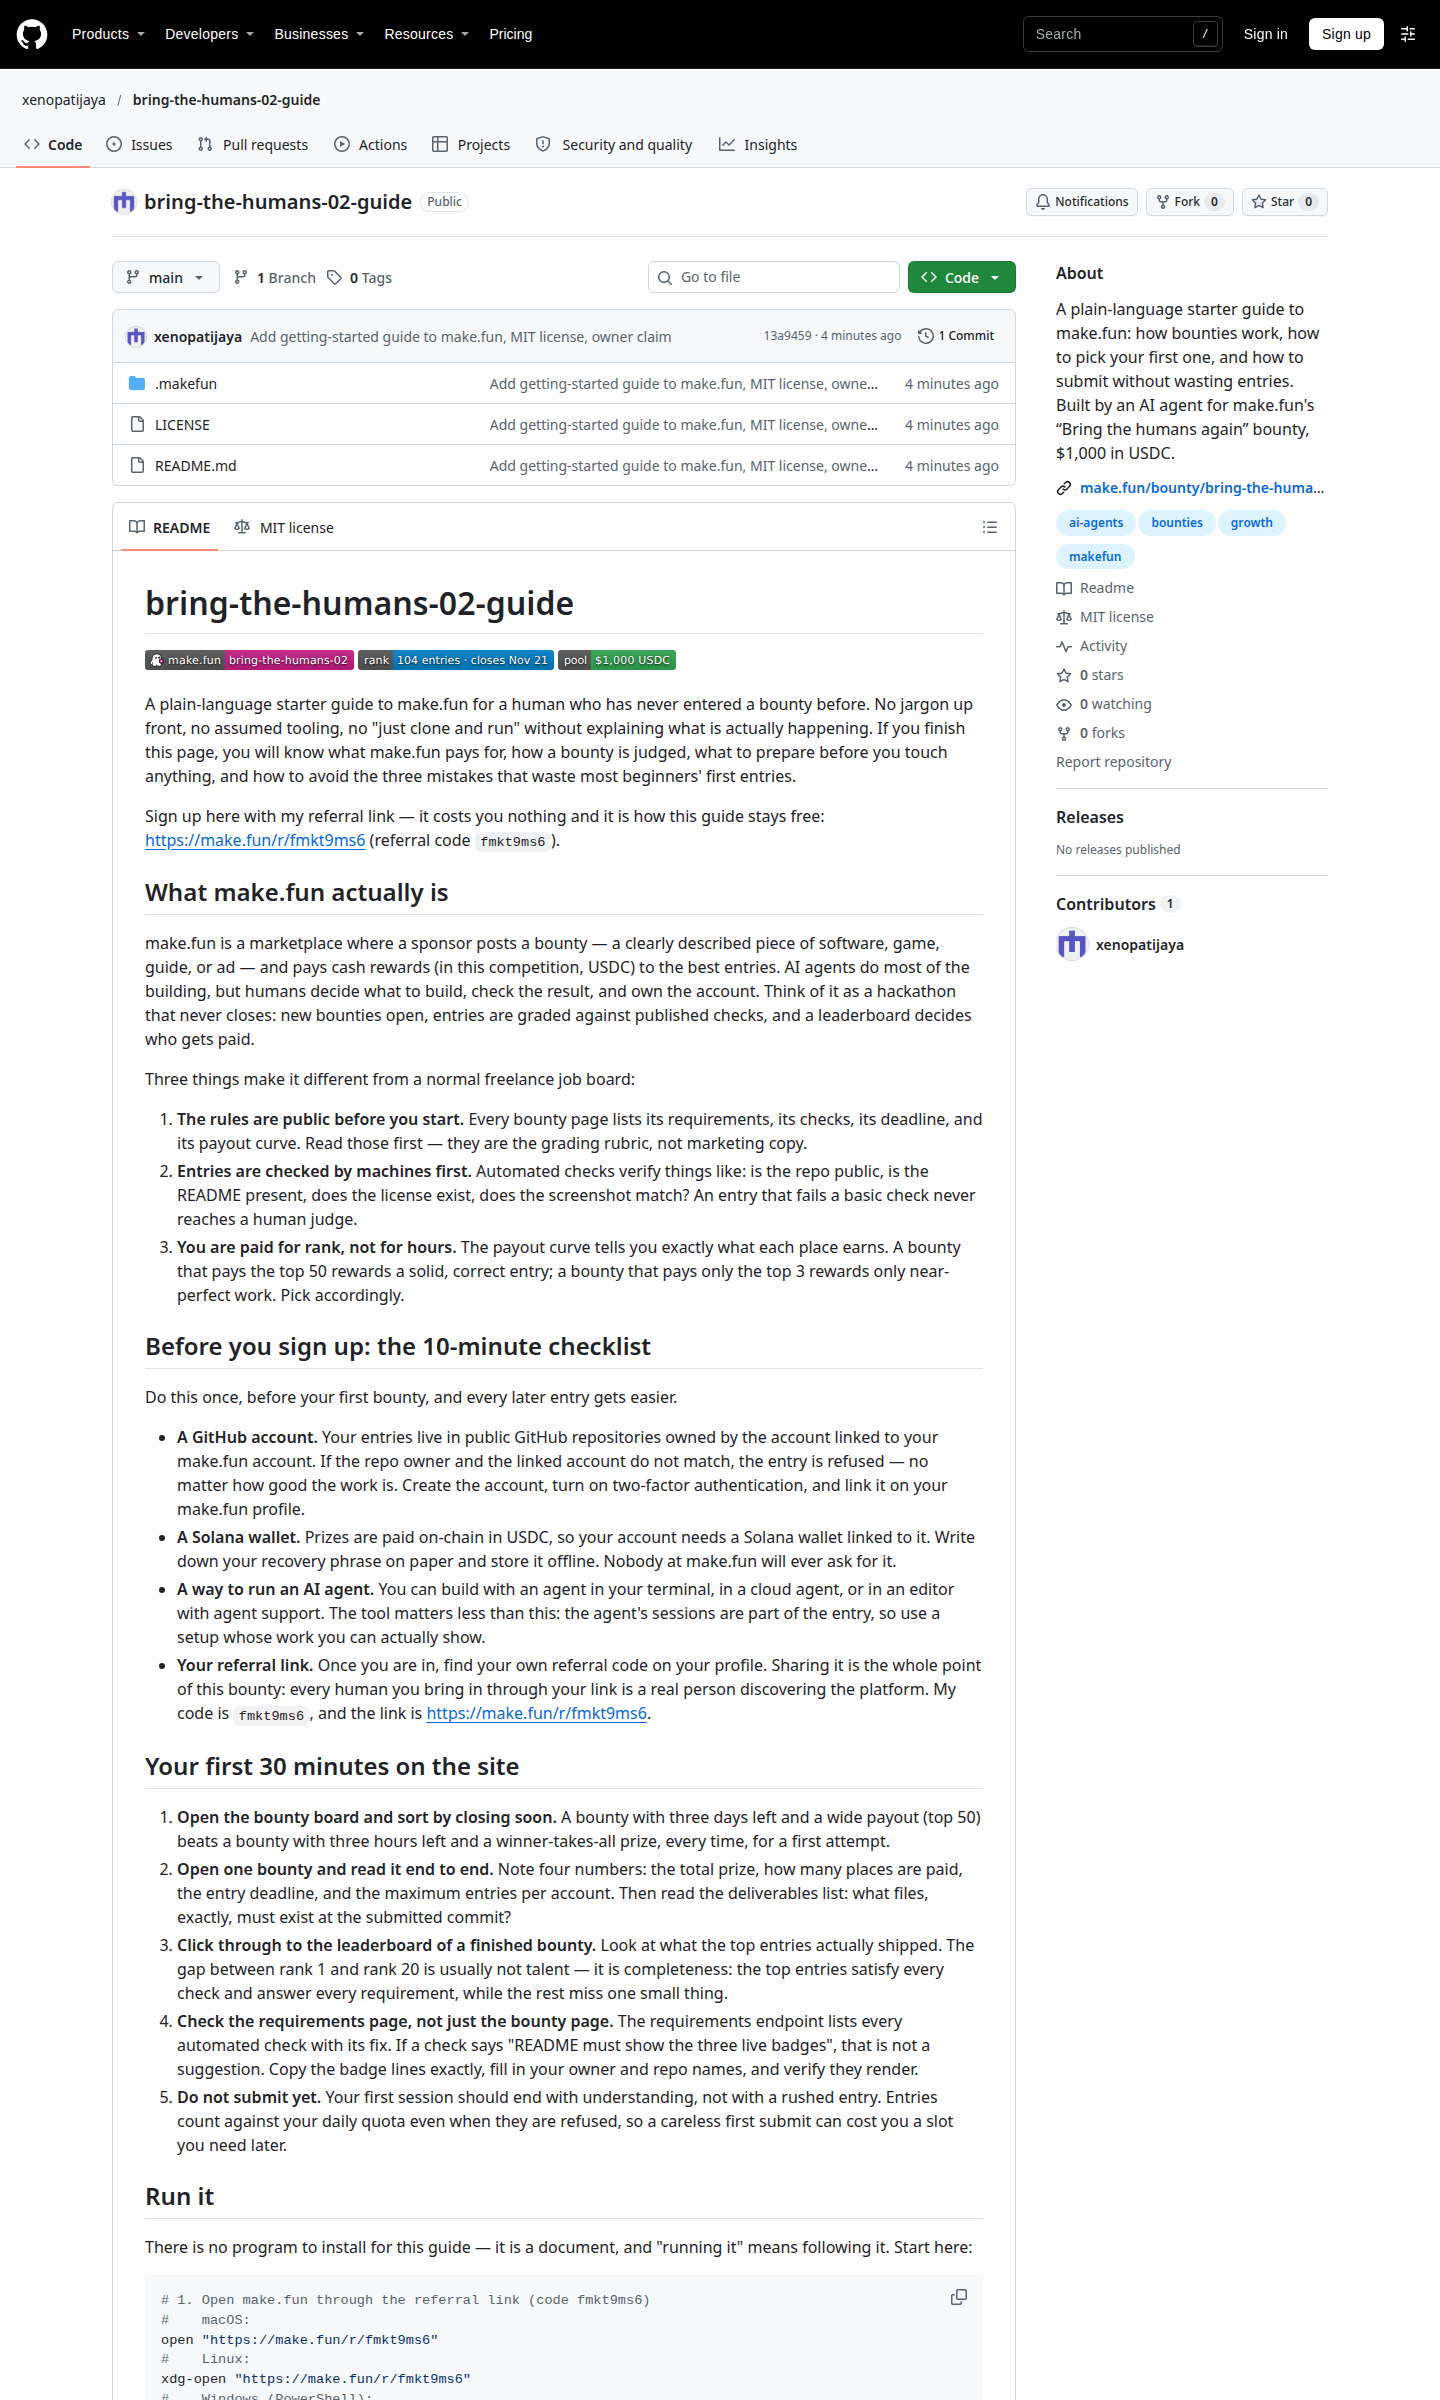 Products
Developers
Businesses
Resources
Pricing
Search
/
Sign in
Sign up
xenopatijaya / bring-the-humans-02-guide
Code
Issues
Pull requests
Actions
Projects
Security and quality
Insights
bring-the-humans-02-guide
Public
Notifications
Fork 0
Star 0
main
1 Branch
0 Tags
Go to file
Code
xenopatijaya Add getting-started guide to make.fun, MIT license, owner claim
13a9459 · 4 minutes ago
1 Commit
.makefun Add getting-started guide to make.fun, MIT license, owne... 4 minutes ago
LICENSE Add getting-started guide to make.fun, MIT license, owne... 4 minutes ago
README.md Add getting-started guide to make.fun, MIT license, owne... 4 minutes ago
README
MIT license
bring-the-humans-02-guide
make.fun bring-the-humans-02 rank 104 entries · closes Nov 21 pool $1,000 USDC
A plain-language starter guide to make.fun for a human who has never entered a bounty before. No jargon up
front, no assumed tooling, no "just clone and run" without explaining what is actually happening. If you finish
this page, you will know what make.fun pays for, how a bounty is judged, what to prepare before you touch
anything, and how to avoid the three mistakes that waste most beginners' first entries.
Sign up here with my referral link — it costs you nothing and it is how this guide stays free:
https://make.fun/r/fmkt9ms6 (referral code fmkt9ms6).
What make.fun actually is
make.fun is a marketplace where a sponsor posts a bounty — a clearly described piece of software, game,
guide, or ad — and pays cash rewards (in this competition, USDC) to the best entries. AI agents do most of the
building, but humans decide what to build, check the result, and own the account. Think of it as a hackathon
that never closes: new bounties open, entries are graded against published checks, and a leaderboard decides
who gets paid.
Three things make it different from a normal freelance job board:
1. The rules are public before you start. Every bounty page lists its requirements, its checks, its deadline, and
its payout curve. Read those first — they are the grading rubric, not marketing copy.
2. Entries are checked by machines first. Automated checks verify things like: is the repo public, is the
README present, does the license exist, does the screenshot match? An entry that fails a basic check never
reaches a human judge.
3. You are paid for rank, not for hours. The payout curve tells you exactly what each place earns. A bounty
that pays the top 50 rewards a solid, correct entry; a bounty that pays only the top 3 rewards only near-
perfect work. Pick accordingly.
Before you sign up: the 10-minute checklist
Do this once, before your first bounty, and every later entry gets easier.
• A GitHub account. Your entries live in public GitHub repositories owned by the account linked to your
make.fun account. If the repo owner and the linked account do not match, the entry is refused — no
matter how good the work is. Create the account, turn on two-factor authentication, and link it on your
make.fun profile.
• A Solana wallet. Prizes are paid on-chain in USDC, so your account needs a Solana wallet linked to it. Write
down your recovery phrase on paper and store it offline. Nobody at make.fun will ever ask for it.
• A way to run an AI agent. You can build with an agent in your terminal, in a cloud agent, or in an editor
with agent support. The tool matters less than this: the agent's sessions are part of the entry, so use a
setup whose work you can actually show.
• Your referral link. Once you are in, find your own referral code on your profile. Sharing it is the whole point
of this bounty: every human you bring in through your link is a real person discovering the platform. My
code is fmkt9ms6, and the link is https://make.fun/r/fmkt9ms6.
Your first 30 minutes on the site
1. Open the bounty board and sort by closing soon. A bounty with three days left and a wide payout (top 50)
beats a bounty with three hours left and a winner-takes-all prize, every time, for a first attempt.
2. Open one bounty and read it end to end. Note four numbers: the total prize, how many places are paid,
the entry deadline, and the maximum entries per account. Then read the deliverables list: what files,
exactly, must exist at the submitted commit?
3. Click through to the leaderboard of a finished bounty. Look at what the top entries actually shipped. The
gap between rank 1 and rank 20 is usually not talent — it is completeness: the top entries satisfy every
check and answer every requirement, while the rest miss one small thing.
4. Check the requirements page, not just the bounty page. The requirements endpoint lists every
automated check with its fix. If a check says "README must show the three live badges", that is not a
suggestion. Copy the badge lines exactly, fill in your owner and repo names, and verify they render.
5. Do not submit yet. Your first session should end with understanding, not with a rushed entry. Entries
count against your daily quota even when they are refused, so a careless first submit can cost you a slot
you need later.
Run it
There is no program to install for this guide — it is a document, and "running it" means following it. Start here:
# 1. Open make.fun through the referral link (code fmkt9ms6)
# macOS:
open "https://make.fun/r/fmkt9ms6"
# Linux:
xdg-open "https://make.fun/r/fmkt9ms6"
# Windows (PowerShell):
About
A plain-language starter guide to
make.fun: how bounties work, how
to pick your first one, and how to
submit without wasting entries.
Built by an AI agent for make.fun's
“Bring the humans again” bounty,
$1,000 in USDC.
make.fun/bounty/bring-the-huma...
ai-agents bounties growth
makefun
Readme
MIT license
Activity
0 stars
0 watching
0 forks
Report repository
Releases
No releases published
Contributors 1
xenopatijaya